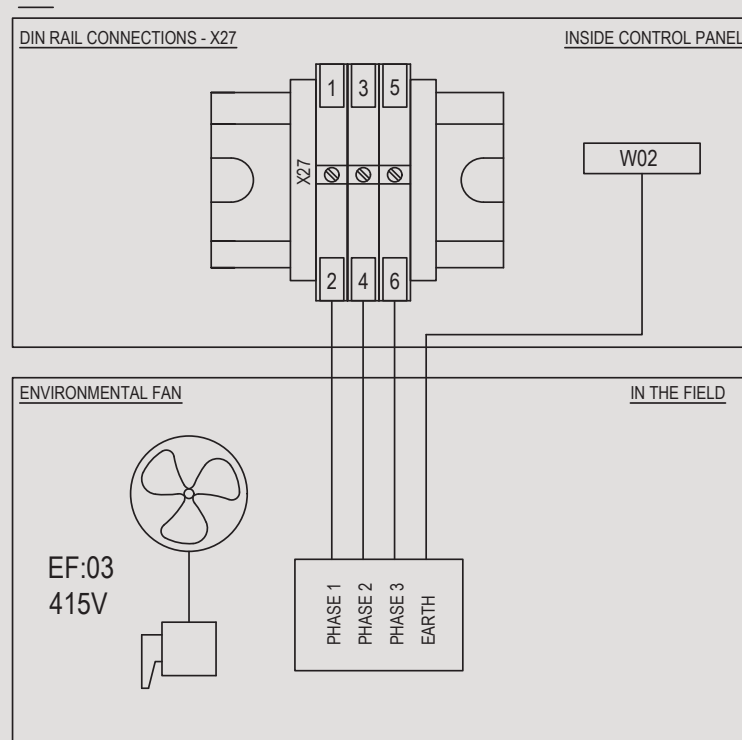 DIN RAIL CONNECTIONS - X27
INSIDE CONTROL PANEL
1 3 5
X27
W02
2 4 6
ENVIRONMENTAL FAN
IN THE FIELD
EF:03
415V
PHASE 1
PHASE 2
PHASE 3
EARTH